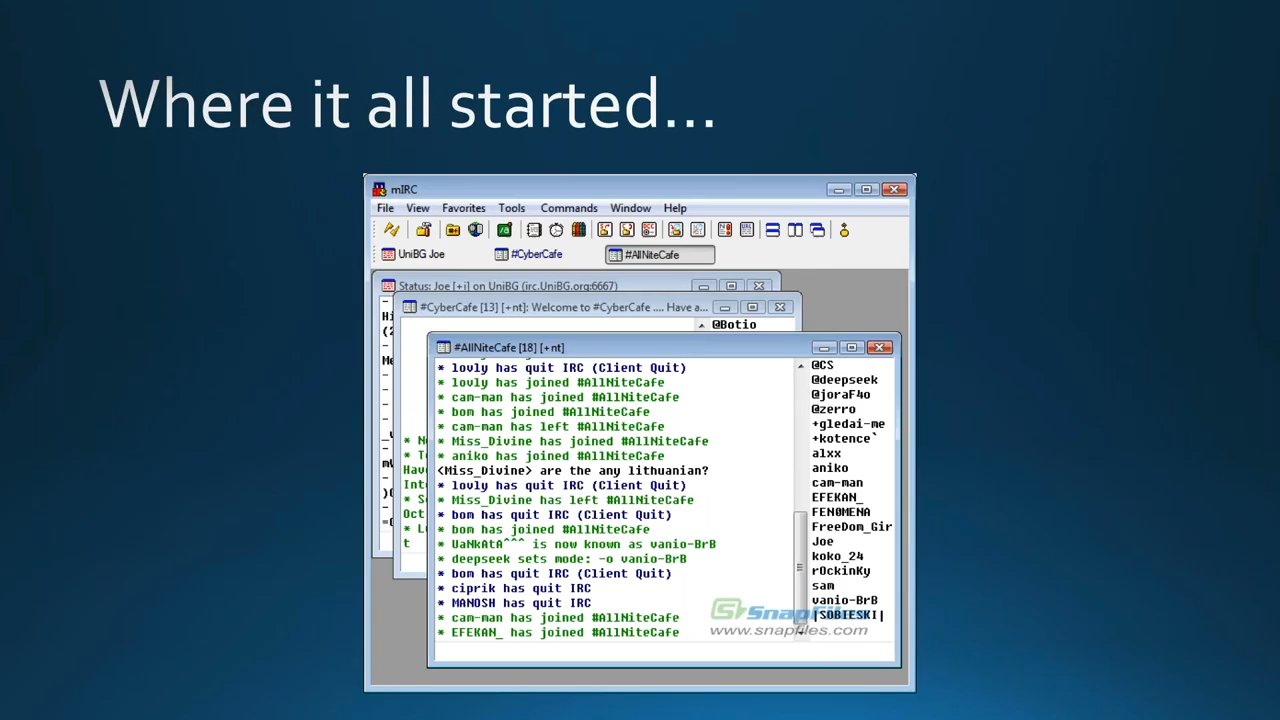 Where it all started...
mIRC
File View Favorites Tools Commands Window Help
UniBG Joe #CyberCafe #AllNiteCafe
Status: Joe [+i] on UniBG (irc.UniBG.org:6667)
#CyberCafe [13] [+nt]: Welcome to #CyberCafe .... Have a...
@Botio
#AllNiteCafe [18] [+nt]
* lovly has quit IRC (Client Quit)
* lovly has joined #AllNiteCafe
* cam-man has joined #AllNiteCafe
* bom has joined #AllNiteCafe
* cam-man has left #AllNiteCafe
* Miss_Divine has joined #AllNiteCafe
* aniko has joined #AllNiteCafe
<Miss_Divine> are the any lithuanian?
* lovly has quit IRC (Client Quit)
* Miss_Divine has left #AllNiteCafe
* bom has quit IRC (Client Quit)
* bom has joined #AllNiteCafe
* UaNkAtA^^^ is now known as vanio-BrB
* deepseek sets mode: -o vanio-BrB
* bom has quit IRC (Client Quit)
* ciprik has quit IRC
* MANOSH has quit IRC
* cam-man has joined #AllNiteCafe
* EFEKAN_ has joined #AllNiteCafe
@CS
@deepseek
@joraF4o
@zerro
+gledai-me
+kotence`
alxx
aniko
cam-man
EFEKAN_
FENOMENA
FreeDom_Gir
Joe
koko_24
rOckinKy
sam
vanio-BrB
|SOBIESKI|
SnapFiles
www.snapfiles.com